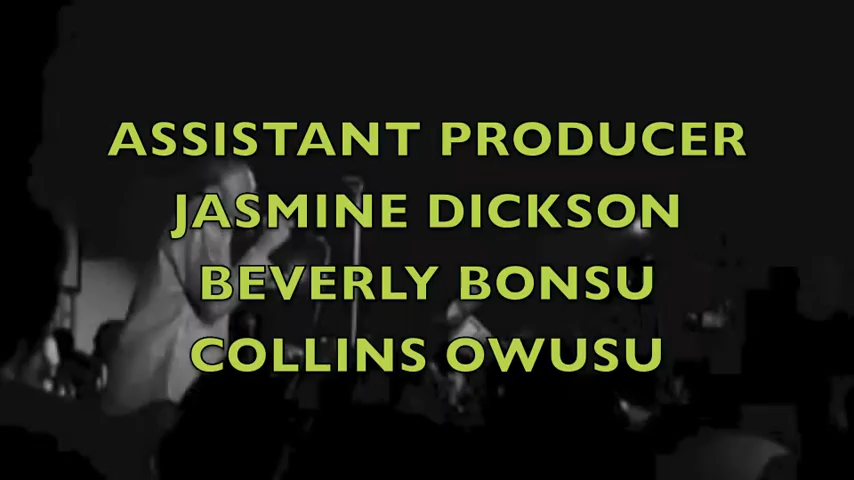 ASSISTANT PRODUCER
JASMINE DICKSON
BEVERLY BONSU
COLLINS OWUSU